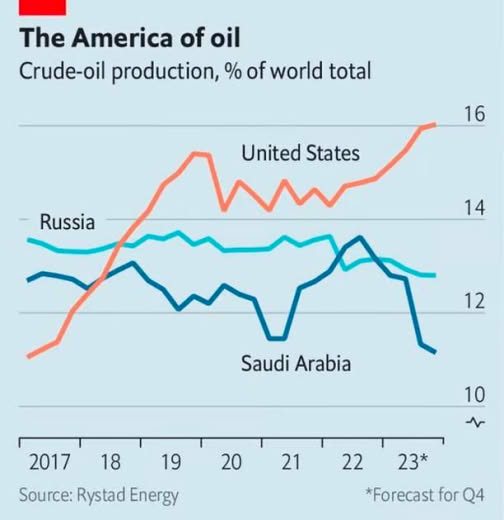 The America of oil
Crude-oil production, % of world total
16
United States
Russia
14
12
Saudi Arabia
10
2017 18 19 20 21 22 23*
Source: Rystad Energy *Forecast for Q4